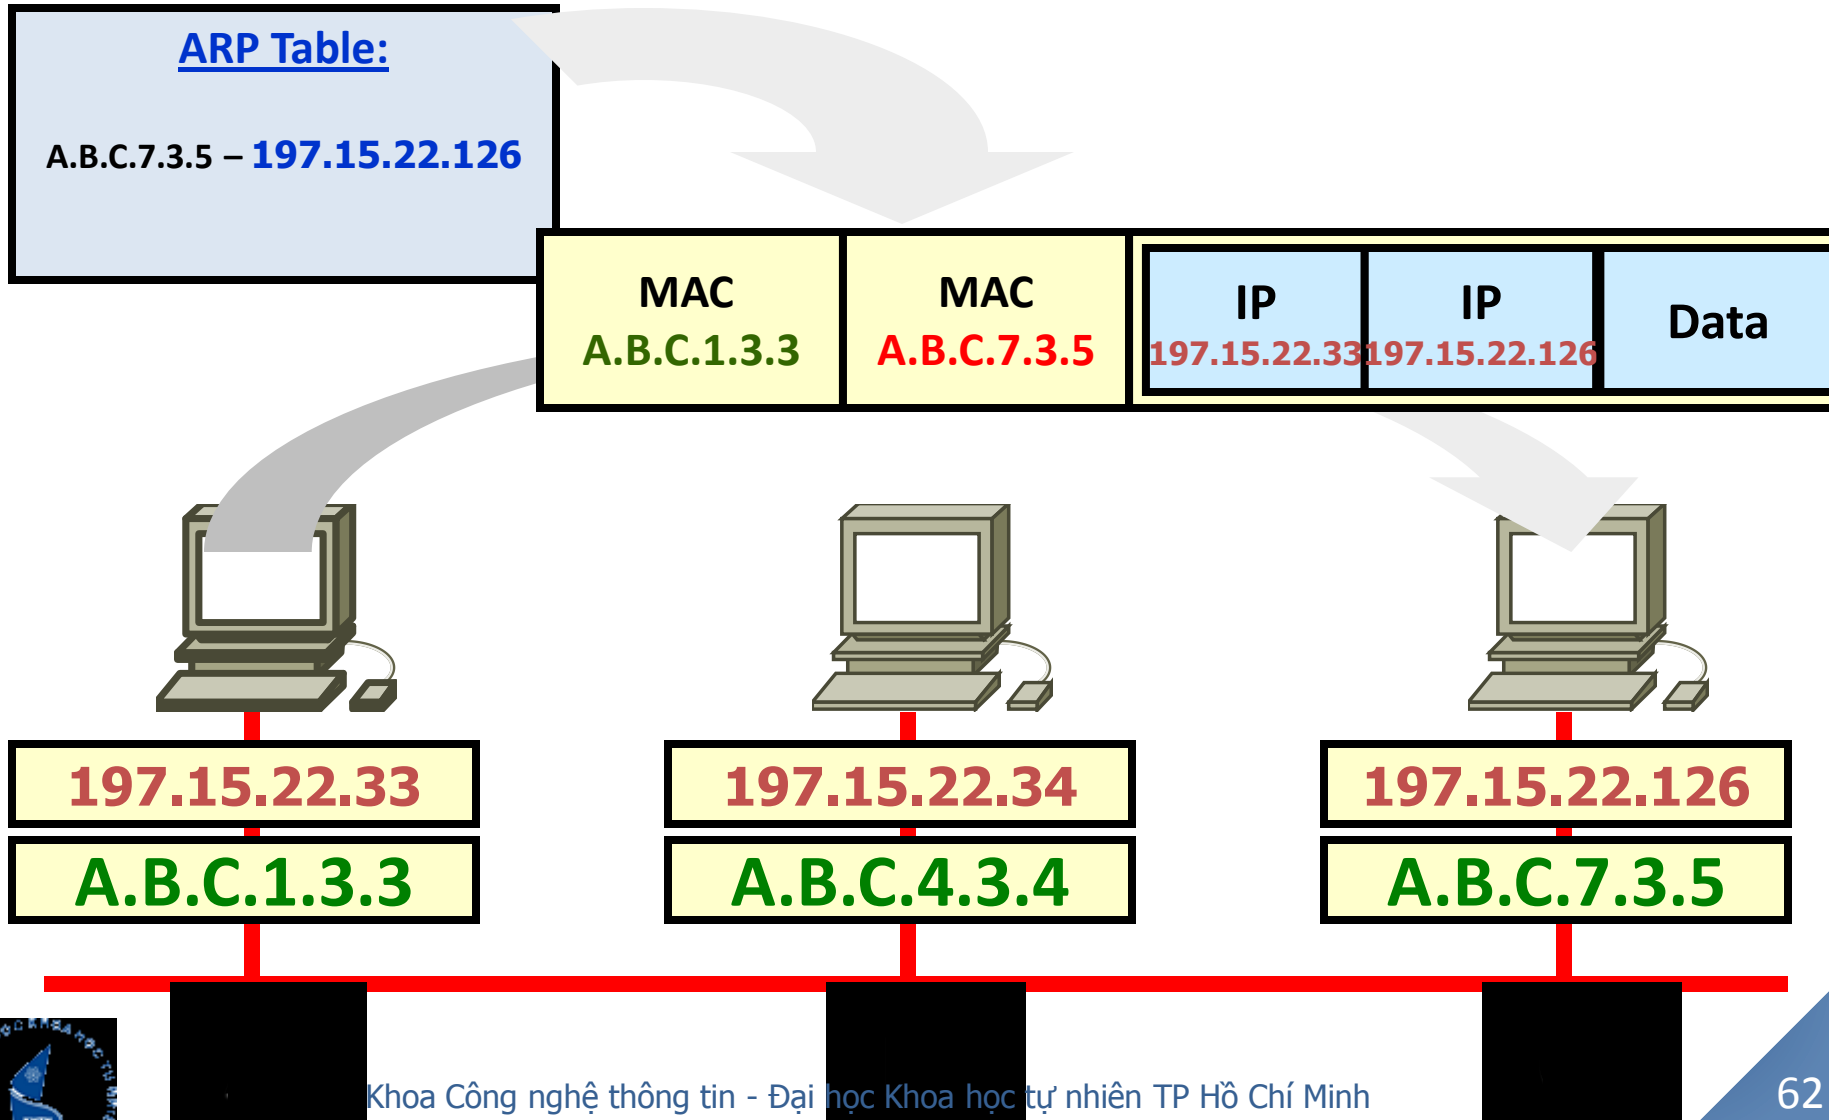 ARP Table:
A.B.C.7.3.5 – 197.15.22.126
MAC
A.B.C.1.3.3
MAC
A.B.C.7.3.5
IP
197.15.22.33
IP
197.15.22.126
Data
197.15.22.33
197.15.22.34
197.15.22.126
A.B.C.1.3.3
A.B.C.4.3.4
A.B.C.7.3.5
Khoa Công nghệ thông tin - Đại học Khoa học tự nhiên TP Hồ Chí Minh
62